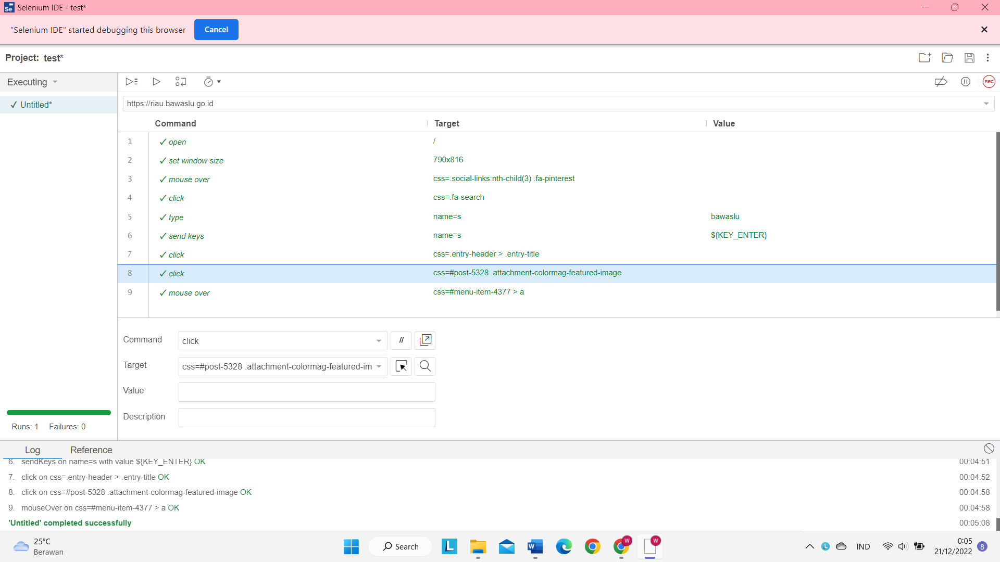 Selenium IDE - test*
"Selenium IDE" started debugging this browser Cancel
Project: test*
Executing
✓ Untitled*
https://riau.bawaslu.go.id
Command Target Value
1 ✓ open /
2 ✓ set window size 790x816
3 ✓ mouse over css=.social-links:nth-child(3) .fa-pinterest
4 ✓ click css=.fa-search
5 ✓ type name=s bawaslu
6 ✓ send keys name=s ${KEY_ENTER}
7 ✓ click css=.entry-header > .entry-title
8 ✓ click css=#post-5328 .attachment-colormag-featured-image
9 ✓ mouse over css=#menu-item-4377 > a
Command click //
Target css=#post-5328 .attachment-colormag-featured-im
Value
Description
Runs: 1 Failures: 0
Log Reference
6. sendKeys on name=s with value ${KEY_ENTER} OK 00:04:51
7. click on css=.entry-header > .entry-title OK 00:04:52
8. click on css=#post-5328 .attachment-colormag-featured-image OK 00:04:58
9. mouseOver on css=#menu-item-4377 > a OK 00:04:58
'Untitled' completed successfully 00:05:08
25°C
Berawan
Search
IND
0:05
21/12/2022
8
REC